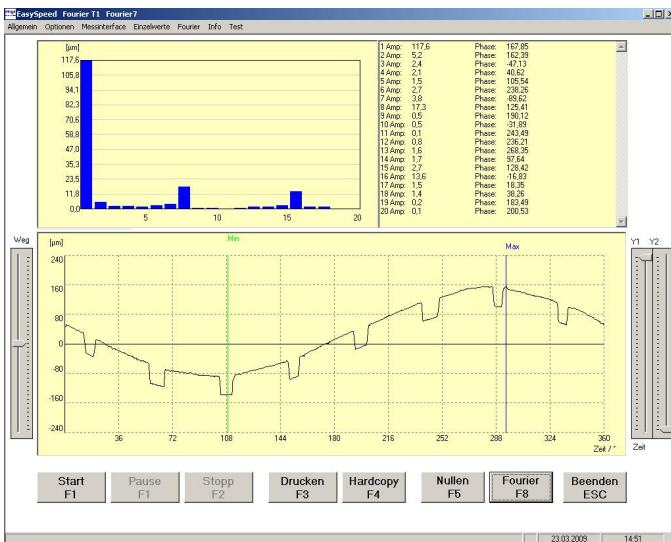 EasySpeed Fourier T1 Fourier7
Allgemein Optionen Messinterface Einzelwerte Fourier Info Test
[µm]
117,6
105,8
94,1
82,3
70,6
58,8
47,0
35,3
23,5
11,8
0,0
5 10 15 20
1 Amp: 117,6 Phase: 167,85
2 Amp: 5,2 Phase: 162,39
3 Amp: 2,4 Phase: -47,13
4 Amp: 2,1 Phase: 40,62
5 Amp: 1,5 Phase: 105,54
6 Amp: 2,7 Phase: 238,26
7 Amp: 3,8 Phase: -89,62
8 Amp: 17,3 Phase: 125,41
9 Amp: 0,5 Phase: 190,12
10 Amp: 0,5 Phase: -31,89
11 Amp: 0,1 Phase: 243,49
12 Amp: 0,8 Phase: 236,21
13 Amp: 1,6 Phase: 268,35
14 Amp: 1,7 Phase: 97,64
15 Amp: 2,7 Phase: 128,42
16 Amp: 13,6 Phase: -16,83
17 Amp: 1,5 Phase: 18,35
18 Amp: 1,4 Phase: 38,26
19 Amp: 0,2 Phase: 183,49
20 Amp: 0,1 Phase: 200,53
Weg
[µm]
Min
Max
Y1 Y2
240
160
80
0
-80
-160
-240
36 72 108 144 180 216 252 288 324 360
Zeit / °
Zeit
Start
F1
Pause
F1
Stopp
F2
Drucken
F3
Hardcopy
F4
Nullen
F5
Fourier
F8
Beenden
ESC
23.03.2009 14:51